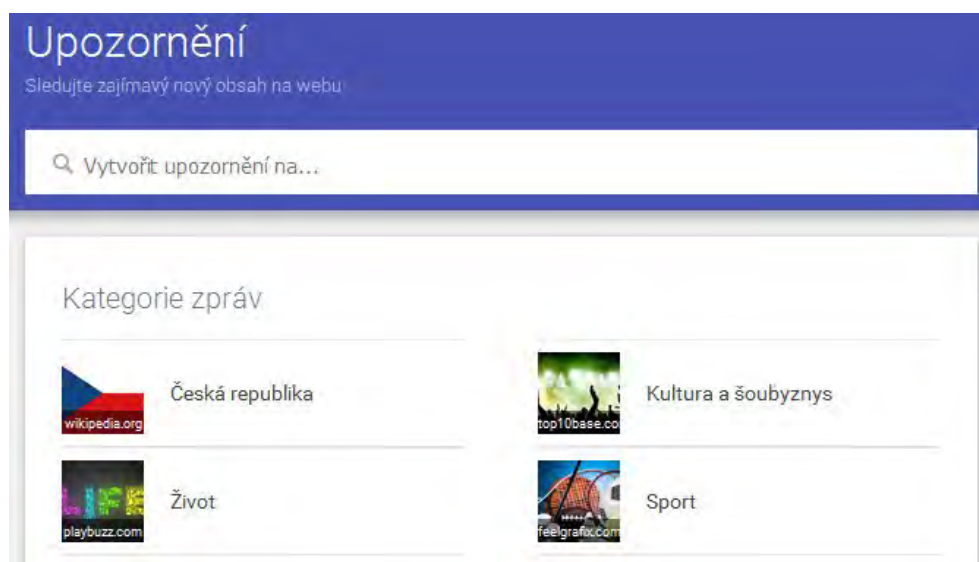 Upozornění
Sledujte zajímavý nový obsah na webu
Vytvořit upozornění na...
Kategorie zpráv
wikipedia.org
Česká republika
top10base.co
Kultura a šoubyznys
LIFE
playbuzz.com
Život
feelgrafix.com
Sport